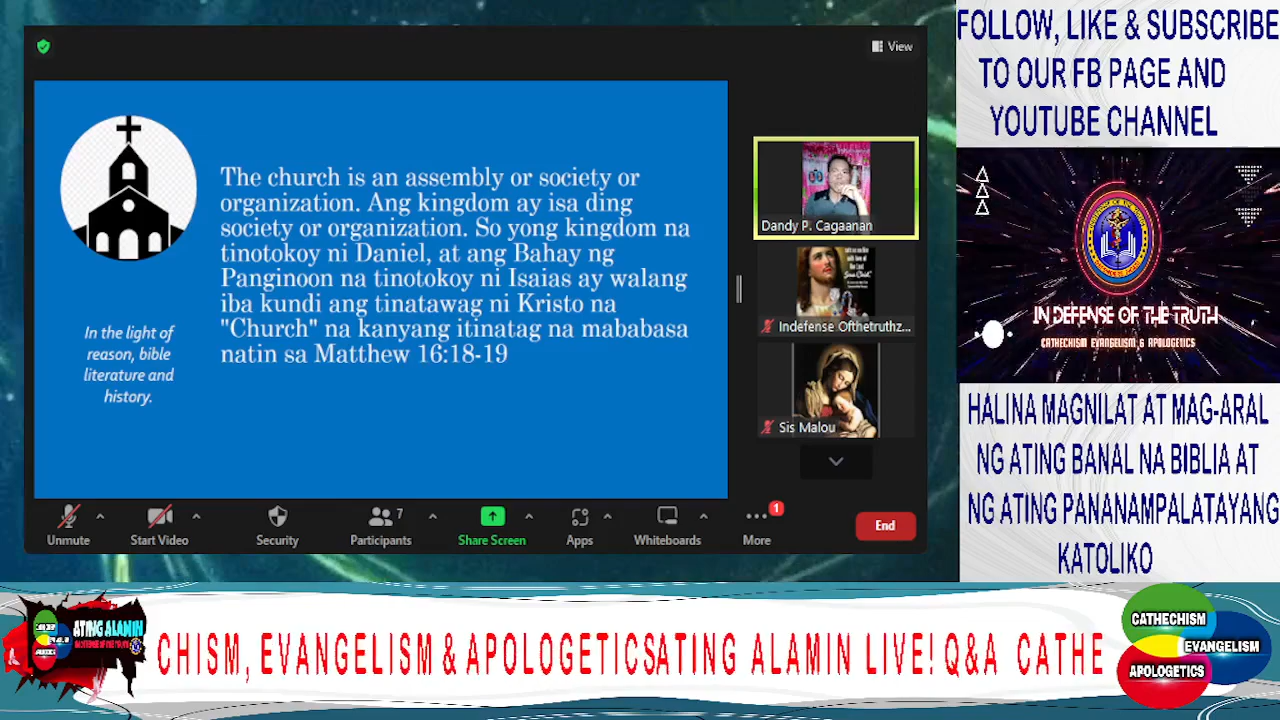 View
The church is an assembly or society or
organization. Ang kingdom ay isa ding
society or organization. So yong kingdom na
tinotokoy ni Daniel, at ang Bahay ng
Panginoon na tinotokoy ni Isaias ay walang
iba kundi ang tinatawag ni Kristo na
"Church" na kanyang itinatag na mababasa
natin sa Matthew 16:18-19
In the light of
reason, bible
literature and
history.
Dandy P. Cagaanan
Indefense Ofthetruthz...
Sis Malou
Unmute
Start Video
Security
7
Participants
Share Screen
Apps
Whiteboards
1
More
End
FOLLOW, LIKE & SUBSCRIBE
TO OUR FB PAGE AND
YOUTUBE CHANNEL
IN DEFENSE OF THE TRUTH
CATHECHISM EVANGELISM & APOLOGETICS
HALINA MAGNILAT AT MAG-ARAL
NG ATING BANAL NA BIBLIA AT
NG ATING PANANAMPALATAYANG
KATOLIKO
ATING ALAMIN
CHISM, EVANGELISM & APOLOGETICSATING ALAMIN LIVE! Q&A CATHE
CATHECHISM
EVANGELISM
APOLOGETICS